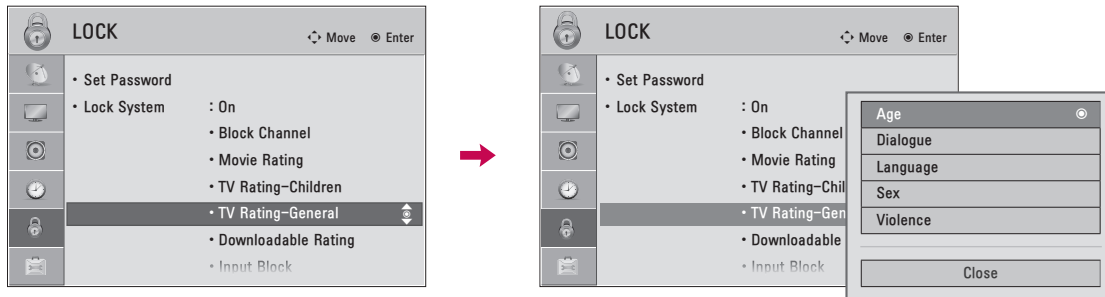 LOCK
Move Enter
• Set Password
• Lock System : On
• Block Channel
• Movie Rating
• TV Rating-Children
• TV Rating-General
• Downloadable Rating
• Input Block
LOCK
Move Enter
• Set Password
• Lock System : On
• Block Channel
• Movie Rating
• TV Rating-Chil
• TV Rating-Gen
• Downloadable
• Input Block
Age
Dialogue
Language
Sex
Violence
Close